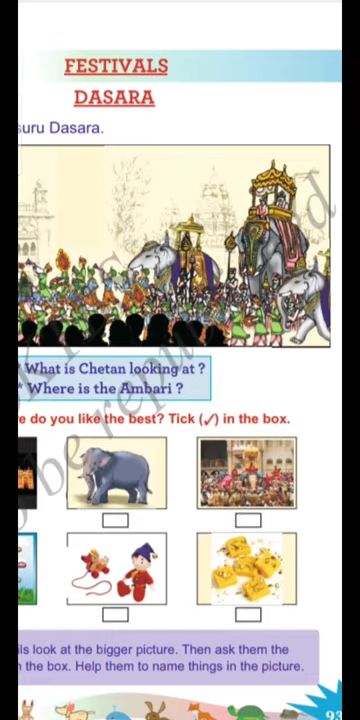 FESTIVALS
DASARA
suru Dasara.
What is Chetan looking at ?
* Where is the Ambari ?
e do you like the best? Tick (✓) in the box.
ils look at the bigger picture. Then ask them the
n the box. Help them to name things in the picture.
93